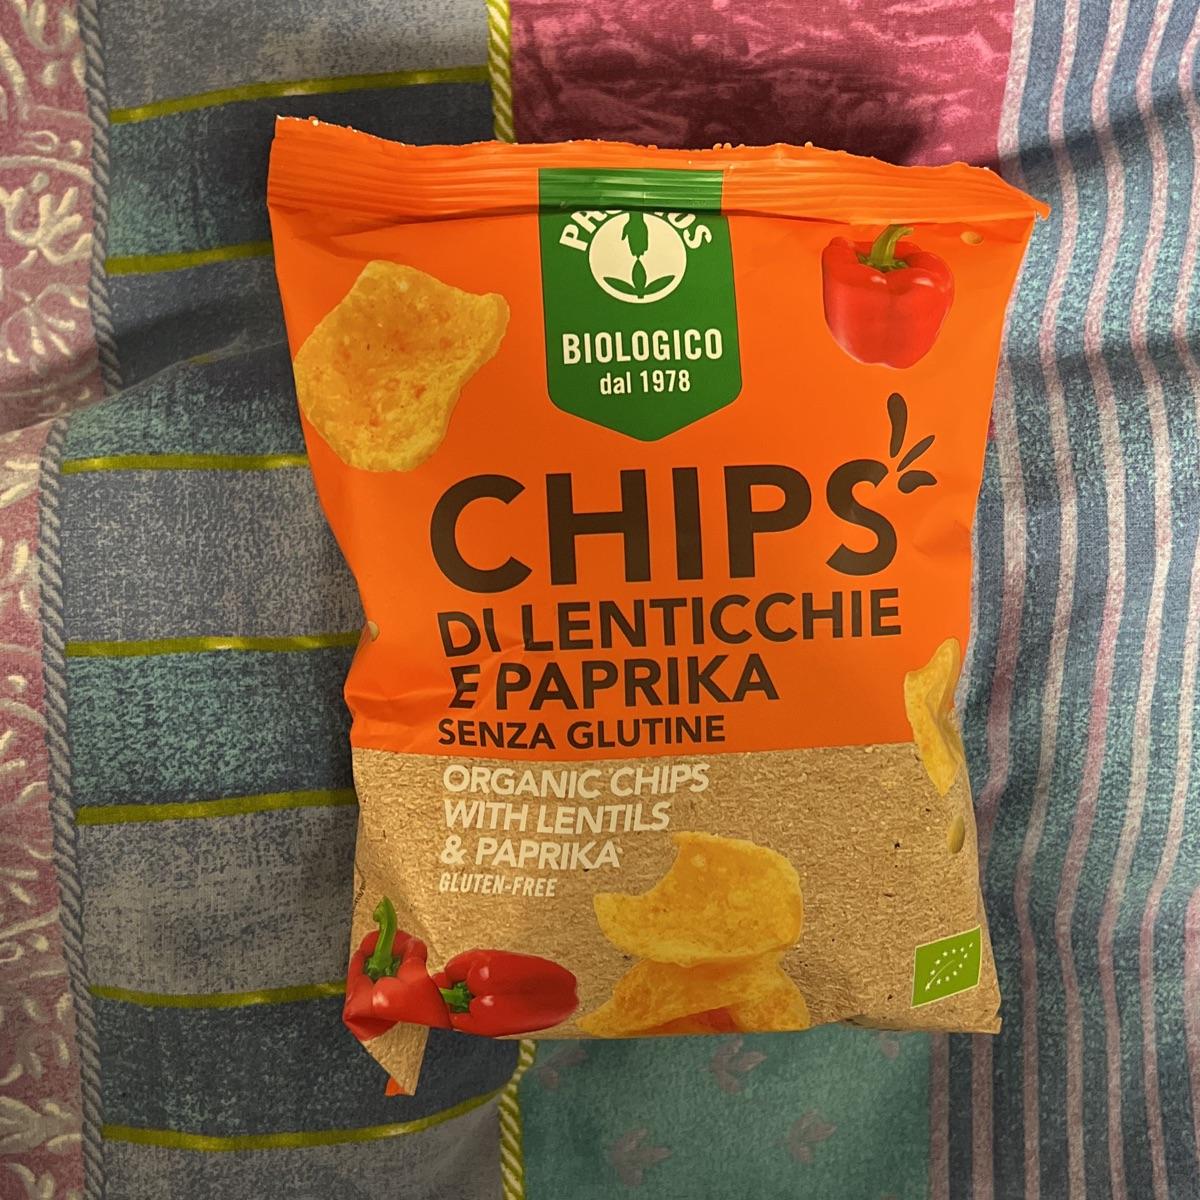 BIOLOGICO
dal 1978
CHIPS
DI LENTICCHIE
E PAPRIKA
SENZA GLUTINE
ORGANIC CHIPS
WITH LENTILS
& PAPRIKA
GLUTEN-FREE